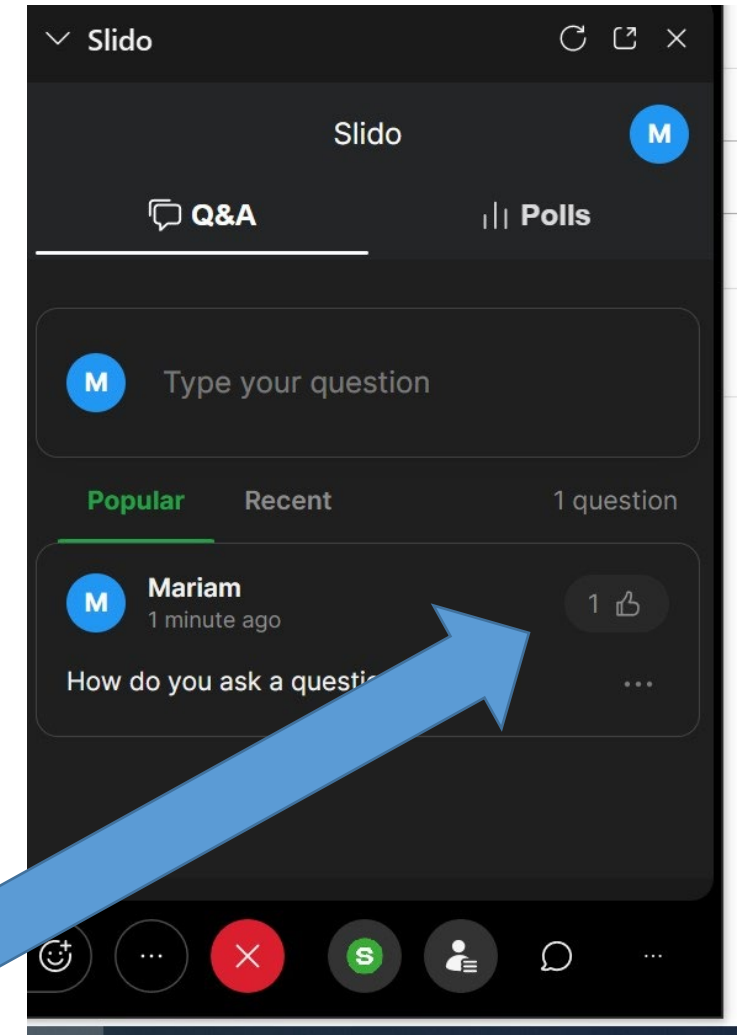 Slido
Slido
M
Q&A
Polls
M
Type your question
Popular
Recent
1 question
M
Mariam
1 minute ago
1
How do you ask a
S